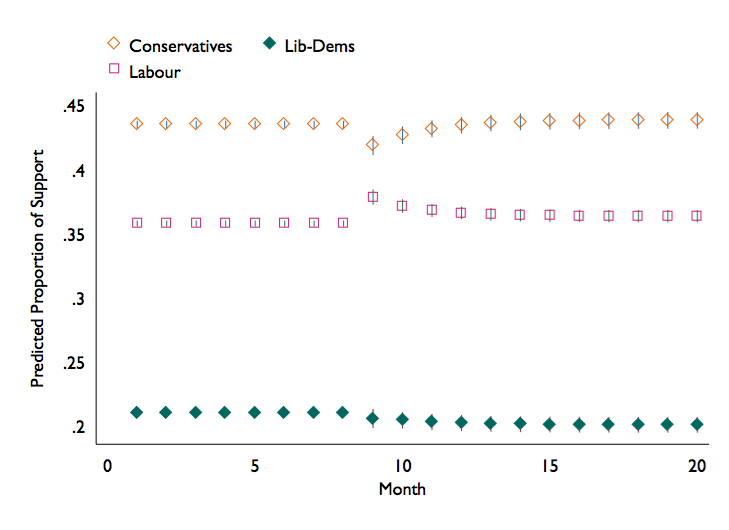 Conservatives Lib-Dems
Labour
Predicted Proportion of Support
.45
.4
.35
.3
.25
.2
0 5 10 15 20
Month